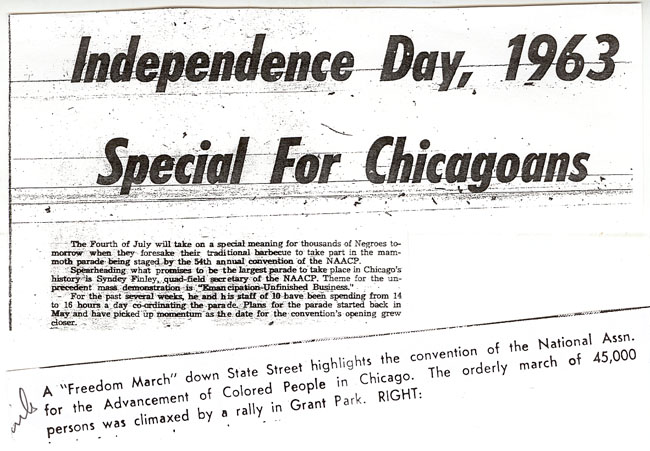 Independence Day, 1963
Special For Chicagoans
The Fourth of July will take on a special meaning for thousands of Negroes to-
morrow when they foresake their traditional barbecue to take part in the mam-
moth parade being staged by the 54th annual convention of the NAACP.
Spearheading what promises to be the largest parade to take place in Chicago's
history is Syndey Finley, quad-field secretary of the NAACP. Theme for the un-
precedent mass demonstration is "Emancipation-Unfinished Business."
For the past several weeks, he and his staff of 10 have been spending from 14
to 16 hours a day co-ordinating the parade. Plans for the parade started back in
May and have picked up momentum as the date for the convention's opening grew
closer.
A "Freedom March" down State Street highlights the convention of the National Assn.
for the Advancement of Colored People in Chicago. The orderly march of 45,000
persons was climaxed by a rally in Grant Park. RIGHT: